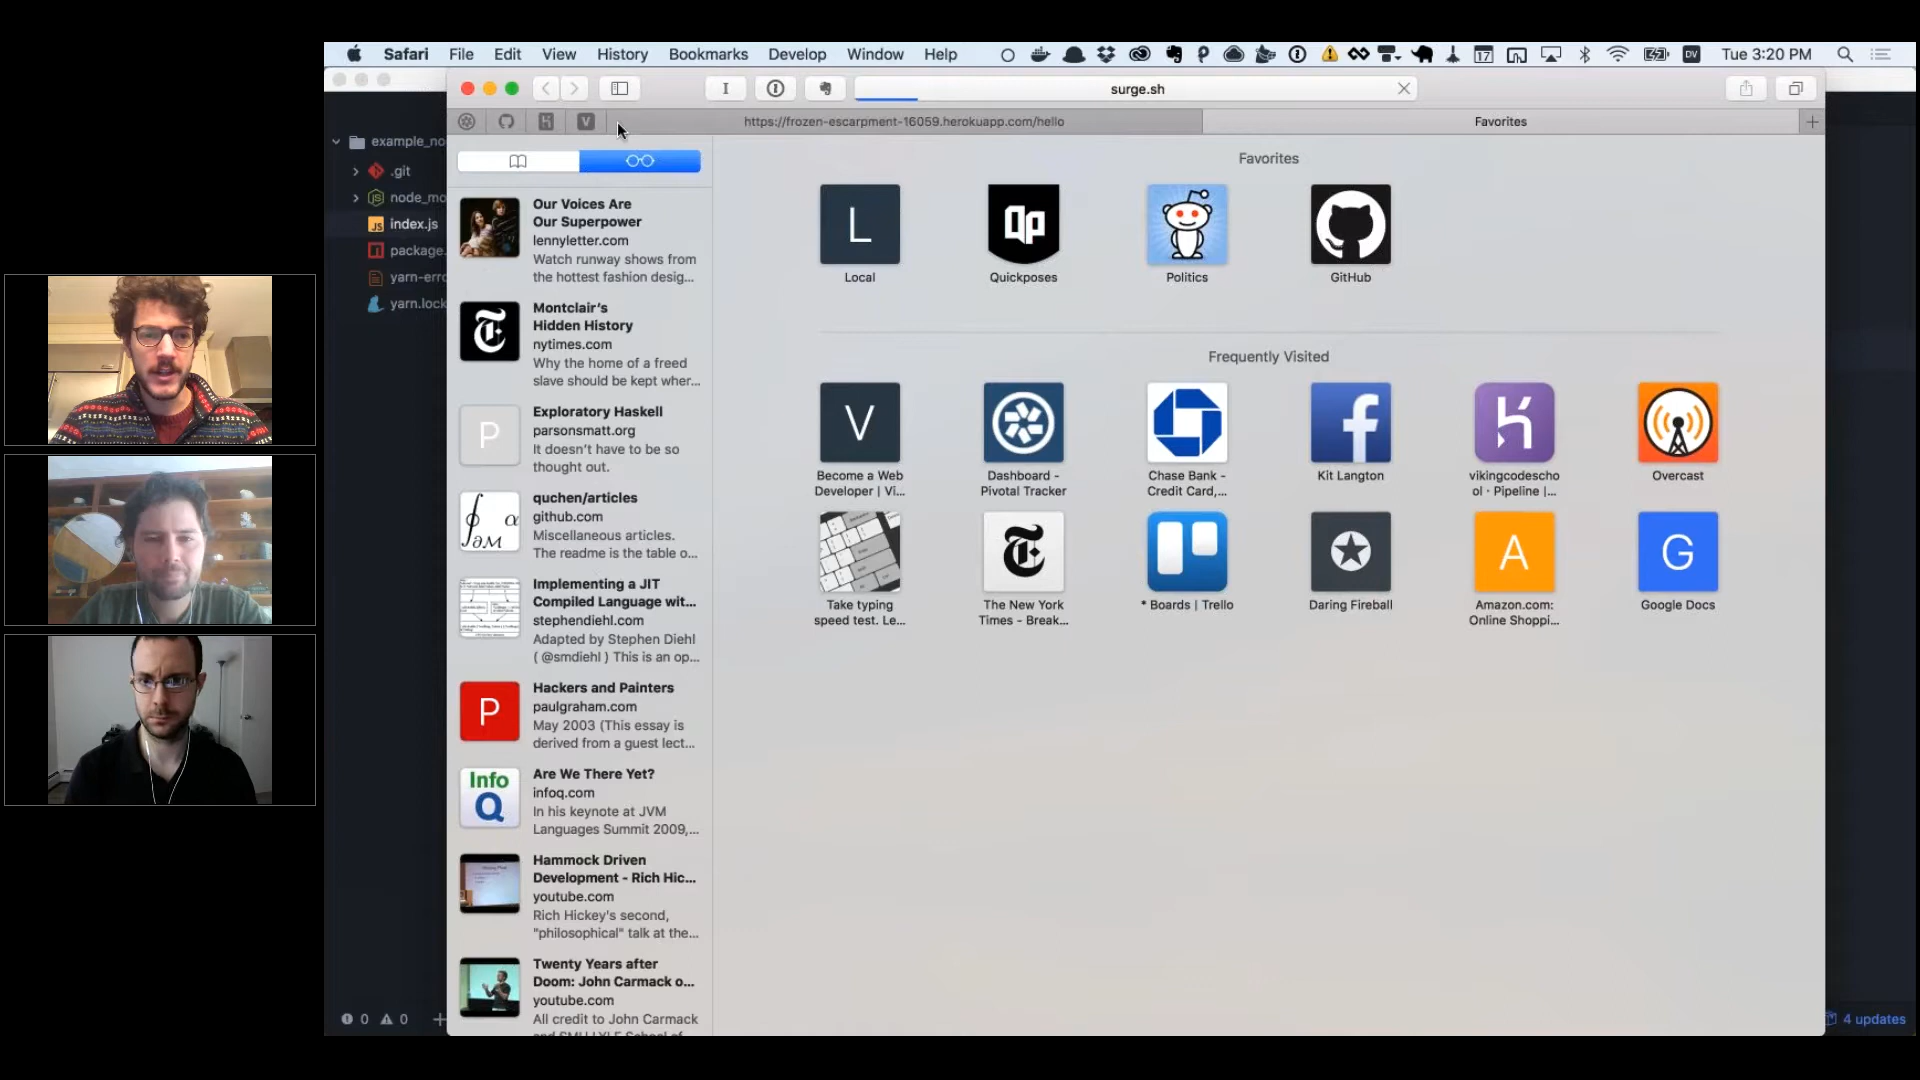 Safari File Edit View History Bookmarks Develop Window Help
17
DV
Tue 3:20 PM
surge.sh
https://frozen-escarpment-16059.herokuapp.com/hello
Favorites
example_no
.git
node_mo
index.js
package.
yarn-erro
yarn.lock
Our Voices Are
Our Superpower
lennyletter.com
Watch runway shows from
the hottest fashion desig...
Montclair's
Hidden History
nytimes.com
Why the home of a freed
slave should be kept wher...
P
Exploratory Haskell
parsonsmatt.org
It doesn't have to be so
thought out.
quchen/articles
github.com
Miscellaneous articles.
The readme is the table o...
Implementing a JIT
Compiled Language wit...
stephendiehl.com
Adapted by Stephen Diehl
( @smdiehl ) This is an op...
P
Hackers and Painters
paulgraham.com
May 2003 (This essay is
derived from a guest lect...
Info
Q
Are We There Yet?
infoq.com
In his keynote at JVM
Languages Summit 2009,...
Hammock Driven
Development - Rich Hic...
youtube.com
Rich Hickey's second,
"philosophical" talk at the...
Twenty Years after
Doom: John Carmack o...
youtube.com
All credit to John Carmack
Favorites
L
Local
Qp
Quickposes
Politics
GitHub
Frequently Visited
V
Become a Web
Developer | Vi...
Dashboard -
Pivotal Tracker
Chase Bank -
Credit Card,...
Kit Langton
vikingcodescho
ol · Pipeline |...
Overcast
Take typing
speed test. Le...
The New York
Times - Break...
* Boards | Trello
Daring Fireball
A
Amazon.com:
Online Shoppi...
G
Google Docs
0 0
4 updates